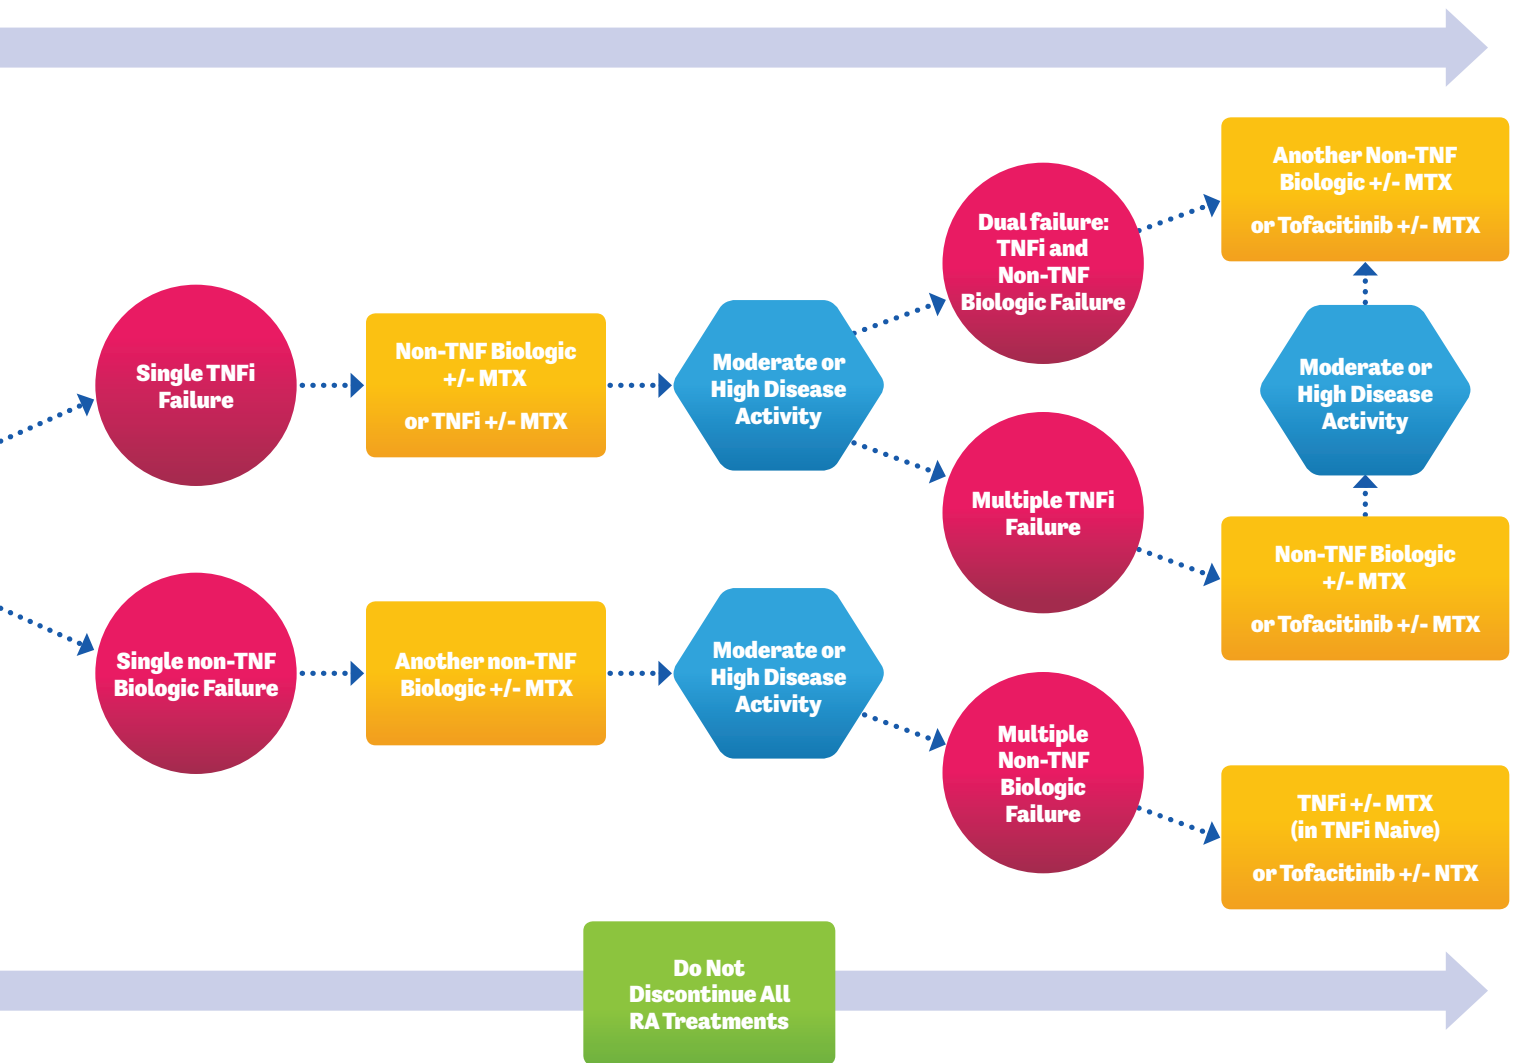 Single TNFi
Failure
Non-TNF Biologic
+/- MTX
or TNFi +/- MTX
Moderate or
High Disease
Activity
Dual failure:
TNFi and
Non-TNF
Biologic Failure
Another Non-TNF
Biologic +/- MTX
or Tofacitinib +/- MTX
Moderate or
High Disease
Activity
Multiple TNFi
Failure
Non-TNF Biologic
+/- MTX
or Tofacitinib +/- MTX
Single non-TNF
Biologic Failure
Another non-TNF
Biologic +/- MTX
Moderate or
High Disease
Activity
Multiple
Non-TNF
Biologic
Failure
TNFi +/- MTX
(in TNFi Naive)
or Tofacitinib +/- NTX
Do Not
Discontinue All
RA Treatments